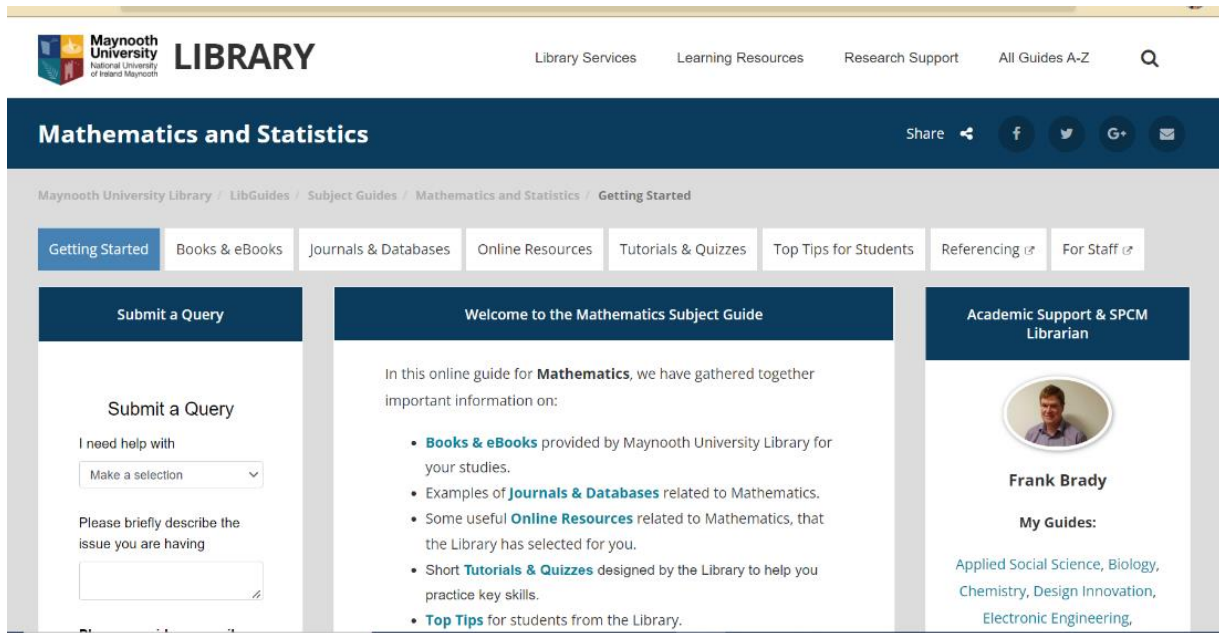 Maynooth
University
National University
of Ireland Maynooth
LIBRARY
Library Services
Learning Resources
Research Support
All Guides A-Z
Mathematics and Statistics
Share
Maynooth University Library / LibGuides / Subject Guides / Mathematics and Statistics / Getting Started
Getting Started
Books & eBooks
Journals & Databases
Online Resources
Tutorials & Quizzes
Top Tips for Students
Referencing
For Staff
Submit a Query
Submit a Query
I need help with
Make a selection
Please briefly describe the
issue you are having
Welcome to the Mathematics Subject Guide
In this online guide for Mathematics, we have gathered together
important information on:
• Books & eBooks provided by Maynooth University Library for
your studies.
• Examples of Journals & Databases related to Mathematics.
• Some useful Online Resources related to Mathematics, that
the Library has selected for you.
• Short Tutorials & Quizzes designed by the Library to help you
practice key skills.
• Top Tips for students from the Library.
Academic Support & SPCM
Librarian
Frank Brady
My Guides:
Applied Social Science, Biology,
Chemistry, Design Innovation,
Electronic Engineering,